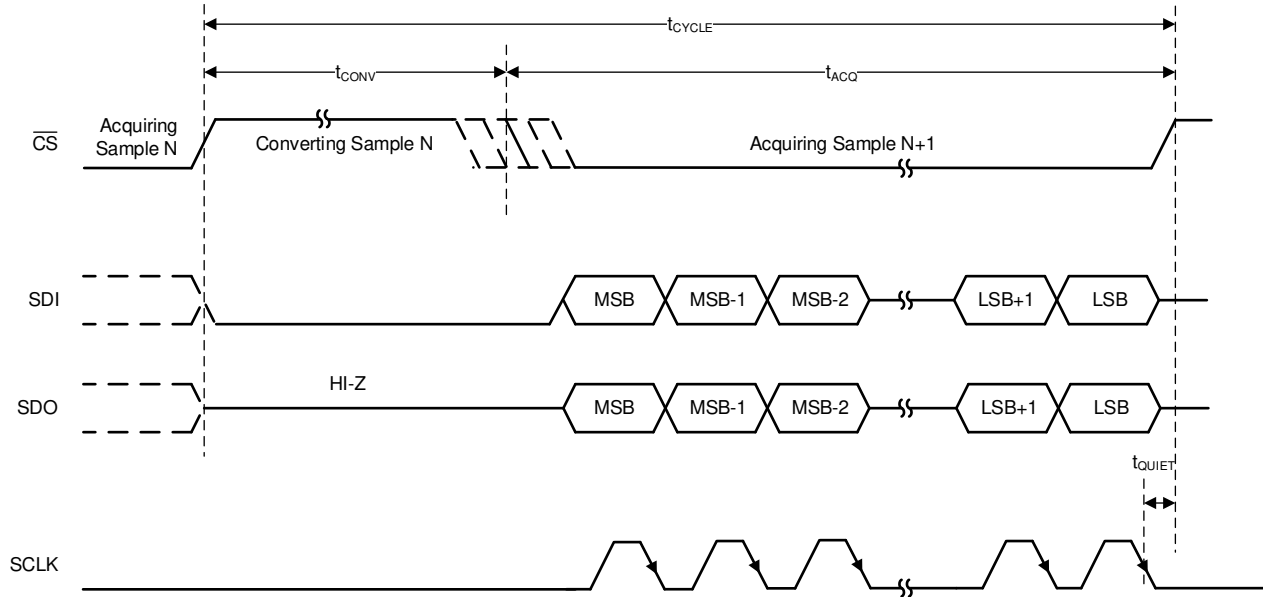 tCYCLE
tCONV
tACQ
CS
Acquiring
Sample N
Converting Sample N
Acquiring Sample N+1
SDI
MSB
MSB-1
MSB-2
LSB+1
LSB
HI-Z
SDO
MSB
MSB-1
MSB-2
LSB+1
LSB
tQUIET
SCLK